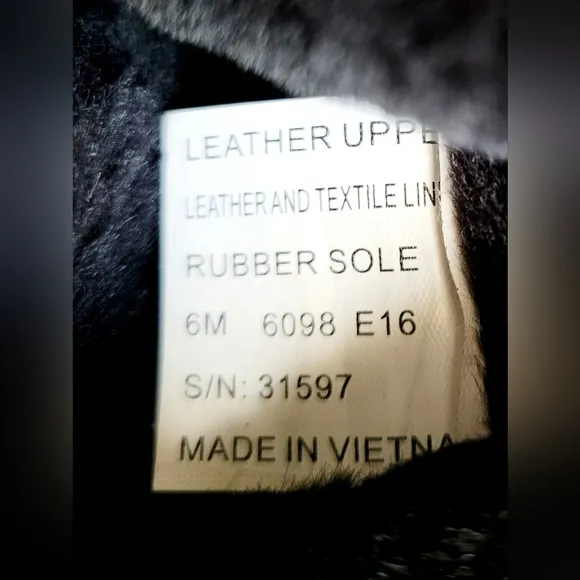 LEATHER UPPE
LEATHER AND TEXTILE LIN
RUBBER SOLE
6M 6098 E16
S/N: 31597
MADE IN VIETNA